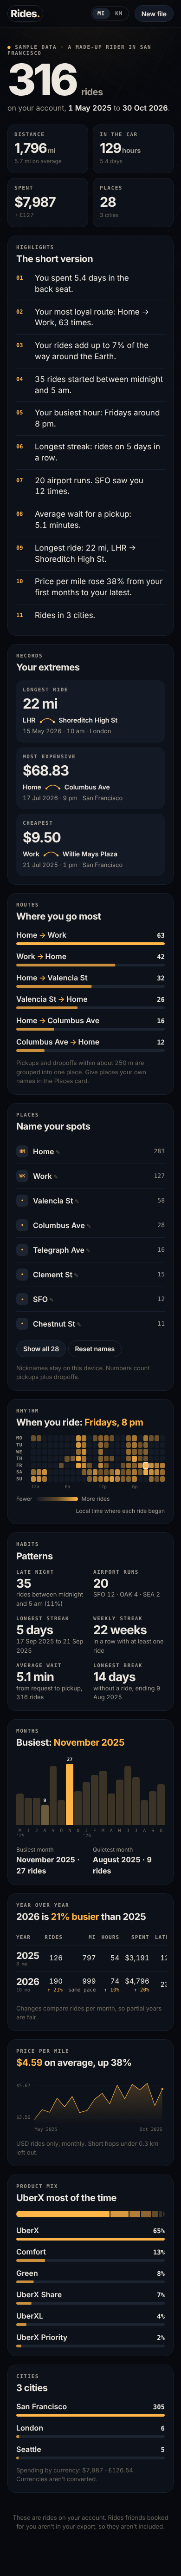 Rides.
MI KM
New file
SAMPLE DATA · A MADE-UP RIDER IN SAN
FRANCISCO
316 rides
on your account, 1 May 2025 to 30 Oct 2026.
DISTANCE
1,796 mi
5.7 mi on average
IN THE CAR
129 hours
5.4 days
SPENT
$7,987
+ £127
PLACES
28
3 cities
HIGHLIGHTS
The short version
01 You spent 5.4 days in the
back seat.
02 Your most loyal route: Home →
Work, 63 times.
03 Your rides add up to 7% of the
way around the Earth.
04 35 rides started between midnight
and 5 am.
05 Your busiest hour: Fridays around
8 pm.
06 Longest streak: rides on 5 days in
a row.
07 20 airport runs. SFO saw you
12 times.
08 Average wait for a pickup:
5.1 minutes.
09 Longest ride: 22 mi, LHR →
Shoreditch High St.
10 Price per mile rose 38% from your
first months to your latest.
11 Rides in 3 cities.
RECORDS
Your extremes
LONGEST RIDE
22 mi
LHR Shoreditch High St
15 May 2026 · 10 am · London
MOST EXPENSIVE
$68.83
Home Columbus Ave
17 Jul 2026 · 9 pm · San Francisco
CHEAPEST
$9.50
Work Willie Mays Plaza
21 Jul 2025 · 1 pm · San Francisco
ROUTES
Where you go most
Home → Work 63
Work → Home 42
Home → Valencia St 32
Valencia St → Home 26
Home → Columbus Ave 16
Columbus Ave → Home 12
Pickups and dropoffs within about 250 m are
grouped into one place. Give places your own
names in the Places card.
PLACES
Name your spots
HM Home 283
WK Work 150
Valencia St 58
Columbus Ave 28
Telegraph Ave 16
Clement St 15
SFO 12
Chestnut St 11
Show all 28
Reset names
Nicknames stay on this device. Numbers count
pickups plus dropoffs.
RHYTHM
When you ride: Fridays, 8 pm
MO
TU
WE
TH
FR
SA
SU
12a 6a 12p 6p
Fewer More rides
Local time where each ride began
HABITS
Patterns
LATE NIGHT
35
rides between midnight
and 5 am (11%)
AIRPORT RUNS
20
SFO 12 · OAK 4 · SEA 2
LONGEST STREAK
5 days
17 Sep 2025 to 21 Sep
2025
WEEKLY STREAK
22 weeks
in a row with at least one
ride
AVERAGE WAIT
5.1 min
from request to pickup,
316 rides
LONGEST BREAK
14 days
without a ride, ending 9
Aug 2025
MONTHS
Busiest: November 2025
27
9
M J J A S O N D J F M A M J J A S O
'25 '26
Busiest month
November 2025 ·
27 rides
Quietest month
August 2025 · 9
rides
YEAR OVER YEAR
2026 is 21% busier than 2025
YEAR RIDES MI HOURS SPENT
2025 126 797 54 $3,191
8 mo
2026 190 999 74 $4,796
10 mo ↑ 21% same pace ↑ 10% ↑ 20%
Changes compare rides per month, so partial years
are fair.
PRICE PER MILE
$4.59 on average, up 38%
$5.67
$3.56
May 2025 Oct 2026
USD rides only, monthly. Short hops under 0.3 km
left out.
PRODUCT MIX
UberX most of the time
UberX 65%
Comfort 13%
Green 8%
UberX Share 7%
UberXL 4%
UberX Priority 2%
CITIES
3 cities
San Francisco 305
London 6
Seattle 5
Spending by currency: $7,987 · £126.54.
Currencies aren't converted.
These are rides on your account. Rides friends booked
for you aren't in your export, so they aren't included.